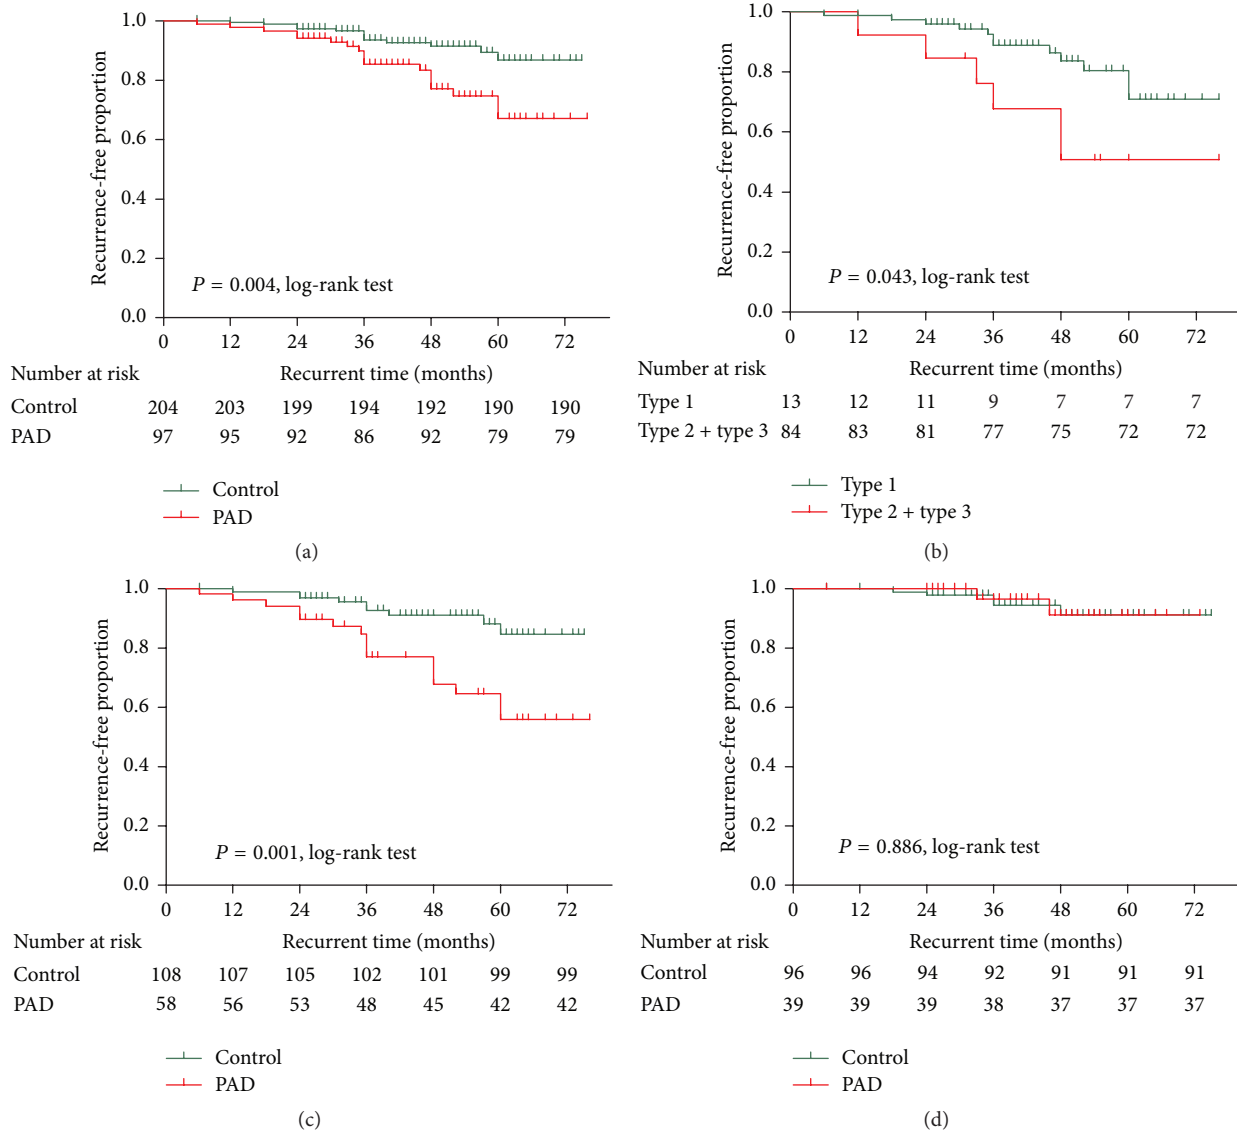 1.0
0.8
0.6
0.4
0.2
0.0
Recurrence-free proportion
P = 0.004, log-rank test
0 12 24 36 48 60 72
Number at risk Recurrent time (months)
Control 204 203 199 194 192 190 190
PAD 97 95 92 86 92 79 79
Control
PAD
(a)
1.0
0.8
0.6
0.4
0.2
0.0
Recurrence-free proportion
P = 0.043, log-rank test
0 12 24 36 48 60 72
Number at risk Recurrent time (months)
Type 1 13 12 11 9 7 7 7
Type 2 + type 3 84 83 81 77 75 72 72
Type 1
Type 2 + type 3
(b)
1.0
0.8
0.6
0.4
0.2
0.0
Recurrence-free proportion
P = 0.001, log-rank test
0 12 24 36 48 60 72
Number at risk Recurrent time (months)
Control 108 107 105 102 101 99 99
PAD 58 56 53 48 45 42 42
Control
PAD
(c)
1.0
0.8
0.6
0.4
0.2
0.0
Recurrence-free proportion
P = 0.886, log-rank test
0 12 24 36 48 60 72
Number at risk Recurrent time (months)
Control 96 96 94 92 91 91 91
PAD 39 39 39 38 37 37 37
Control
PAD
(d)